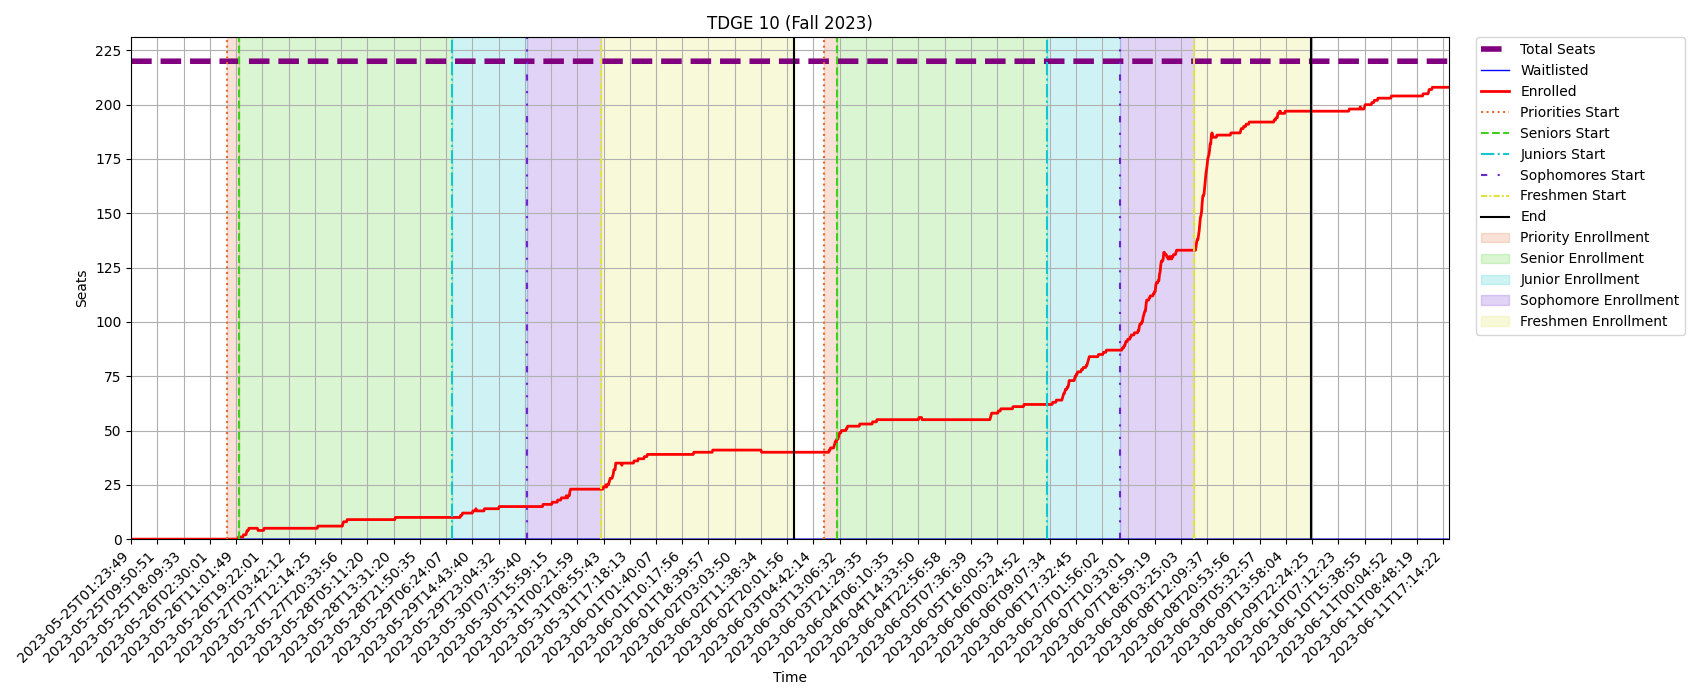 TDGE 10 (Fall 2023)
225
200
175
150
125
100
75
50
25
0
Seats
2023-05-25T01:23:49
2023-05-25T09:50:51
2023-05-25T18:09:33
2023-05-26T02:30:01
2023-05-26T11:01:49
2023-05-26T19:22:01
2023-05-27T03:42:12
2023-05-27T12:14:25
2023-05-27T20:33:56
2023-05-28T05:11:20
2023-05-28T13:31:20
2023-05-28T21:50:35
2023-05-29T06:24:07
2023-05-29T14:43:40
2023-05-29T23:04:32
2023-05-30T07:35:40
2023-05-30T15:59:15
2023-05-31T00:21:59
2023-05-31T08:55:43
2023-05-31T17:18:13
2023-06-01T01:40:07
2023-06-01T10:17:56
2023-06-01T18:39:57
2023-06-02T03:03:50
2023-06-02T11:38:34
2023-06-02T20:01:56
2023-06-03T04:42:14
2023-06-03T13:06:32
2023-06-03T21:29:35
2023-06-04T06:10:35
2023-06-04T14:33:50
2023-06-04T22:56:58
2023-06-05T07:36:39
2023-06-05T16:00:53
2023-06-06T00:24:52
2023-06-06T09:07:34
2023-06-06T17:32:45
2023-06-07T01:56:02
2023-06-07T10:33:01
2023-06-07T18:59:19
2023-06-08T03:25:03
2023-06-08T12:09:37
2023-06-08T20:53:56
2023-06-09T05:32:57
2023-06-09T13:58:04
2023-06-09T22:24:25
2023-06-10T07:12:23
2023-06-10T15:38:55
2023-06-11T00:04:52
2023-06-11T08:48:19
2023-06-11T17:14:22
Time
Total Seats
Waitlisted
Enrolled
Priorities Start
Seniors Start
Juniors Start
Sophomores Start
Freshmen Start
End
Priority Enrollment
Senior Enrollment
Junior Enrollment
Sophomore Enrollment
Freshmen Enrollment